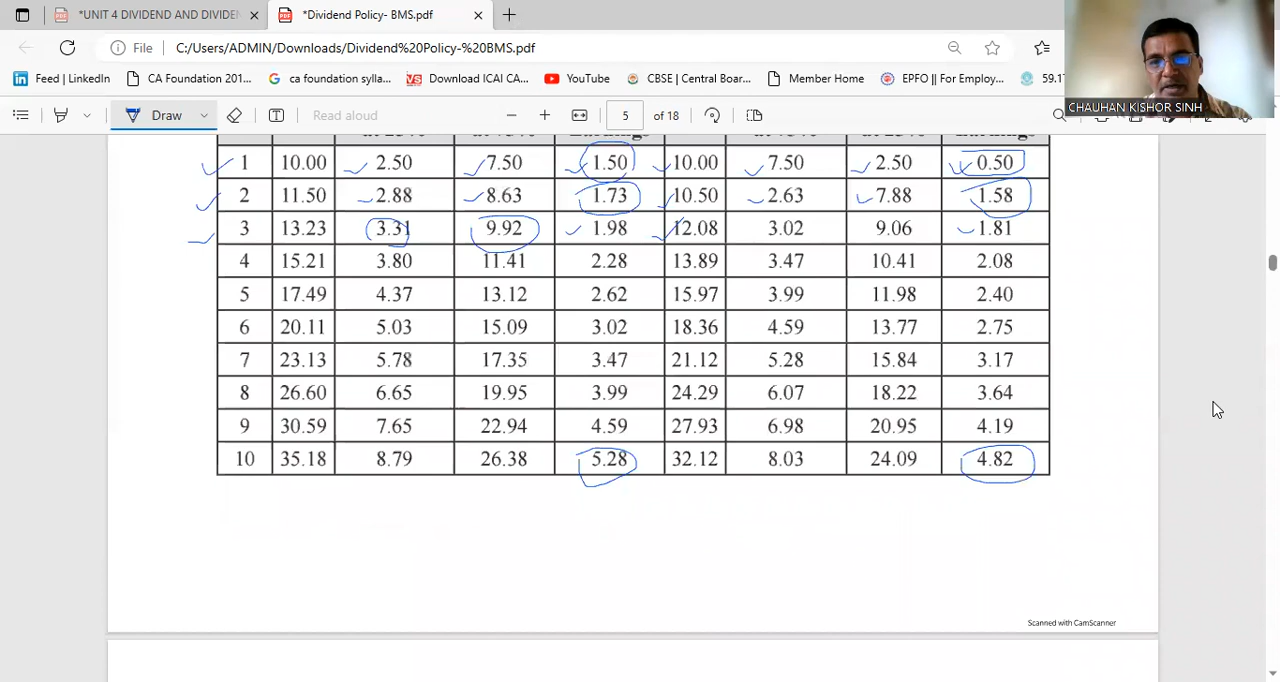 *UNIT 4 DIVIDEND AND DIVIDEN
*Dividend Policy- BMS.pdf
File
C:/Users/ADMIN/Downloads/Dividend%20Policy-%20BMS.pdf
Feed | LinkedIn
CA Foundation 201...
ca foundation sylla...
Download ICAI CA...
YouTube
CBSE | Central Boar...
Member Home
EPFO || For Employ...
59.1
CHAUHAN KISHOR SINH
Draw
Read aloud
5 of 18
1 10.00 2.50 7.50 1.50 10.00 7.50 2.50 0.50
2 11.50 2.88 8.63 1.73 10.50 2.63 7.88 1.58
3 13.23 3.31 9.92 1.98 12.08 3.02 9.06 1.81
4 15.21 3.80 11.41 2.28 13.89 3.47 10.41 2.08
5 17.49 4.37 13.12 2.62 15.97 3.99 11.98 2.40
6 20.11 5.03 15.09 3.02 18.36 4.59 13.77 2.75
7 23.13 5.78 17.35 3.47 21.12 5.28 15.84 3.17
8 26.60 6.65 19.95 3.99 24.29 6.07 18.22 3.64
9 30.59 7.65 22.94 4.59 27.93 6.98 20.95 4.19
10 35.18 8.79 26.38 5.28 32.12 8.03 24.09 4.82
Scanned with CamScanner